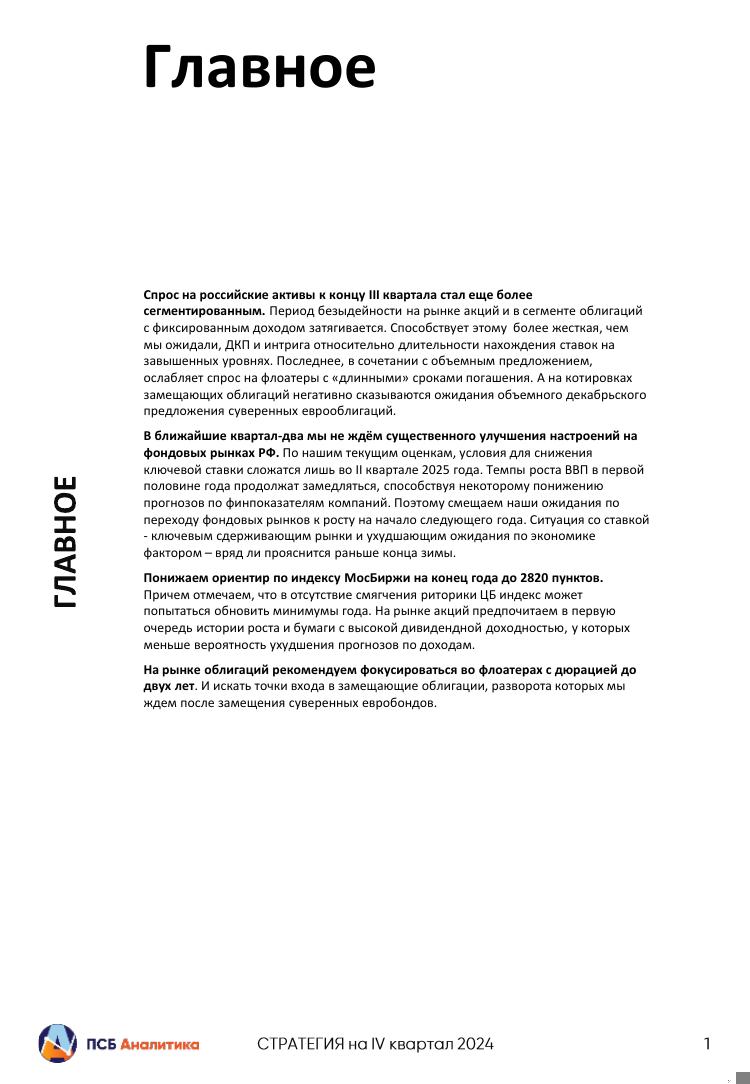 Главное
Спрос на российские активы к концу III квартала стал еще более
сегментированным. Период безыдейности на рынке акций и в сегменте облигаций
с фиксированным доходом затягивается. Способствует этому  более жесткая, чем
мы ожидали, ДКП и интрига относительно длительности нахождения ставок на
завышенных уровнях. Последнее, в сочетании с объемным предложением,
ослабляет спрос на флоатеры с «длинными» сроками погашения. А на котировках
замещающих облигаций негативно сказываются ожидания объемного декабрьского
предложения суверенных еврооблигаций.
В ближайшие квартал-два мы не ждём существенного улучшения настроений на
фондовых рынках РФ. По нашим текущим оценкам, условия для снижения
ключевой ставки сложатся лишь во II квартале 2025 года. Темпы роста ВВП в первой
половине года продолжат замедляться, способствуя некоторому понижению
прогнозов по финпоказателям компаний. Поэтому смещаем наши ожидания по
переходу фондовых рынков к росту на начало следующего года. Ситуация со ставкой
- ключевым сдерживающим рынки и ухудшающим ожидания по экономике
фактором – вряд ли прояснится раньше конца зимы.
Понижаем ориентир по индексу МосБиржи на конец года до 2820 пунктов.
Причем отмечаем, что в отсутствие смягчения риторики ЦБ индекс может
попытаться обновить минимумы года. На рынке акций предпочитаем в первую
очередь истории роста и бумаги с высокой дивидендной доходностью, у которых
меньше вероятность ухудшения прогнозов по доходам.
На рынке облигаций рекомендуем фокусироваться во флоатерах с дюрацией до
двух лет. И искать точки входа в замещающие облигации, разворота которых мы
ждем после замещения суверенных евробондов.
ГЛАВНОЕ
ПСБ Аналитика
СТРАТЕГИЯ на IV квартал 2024
1